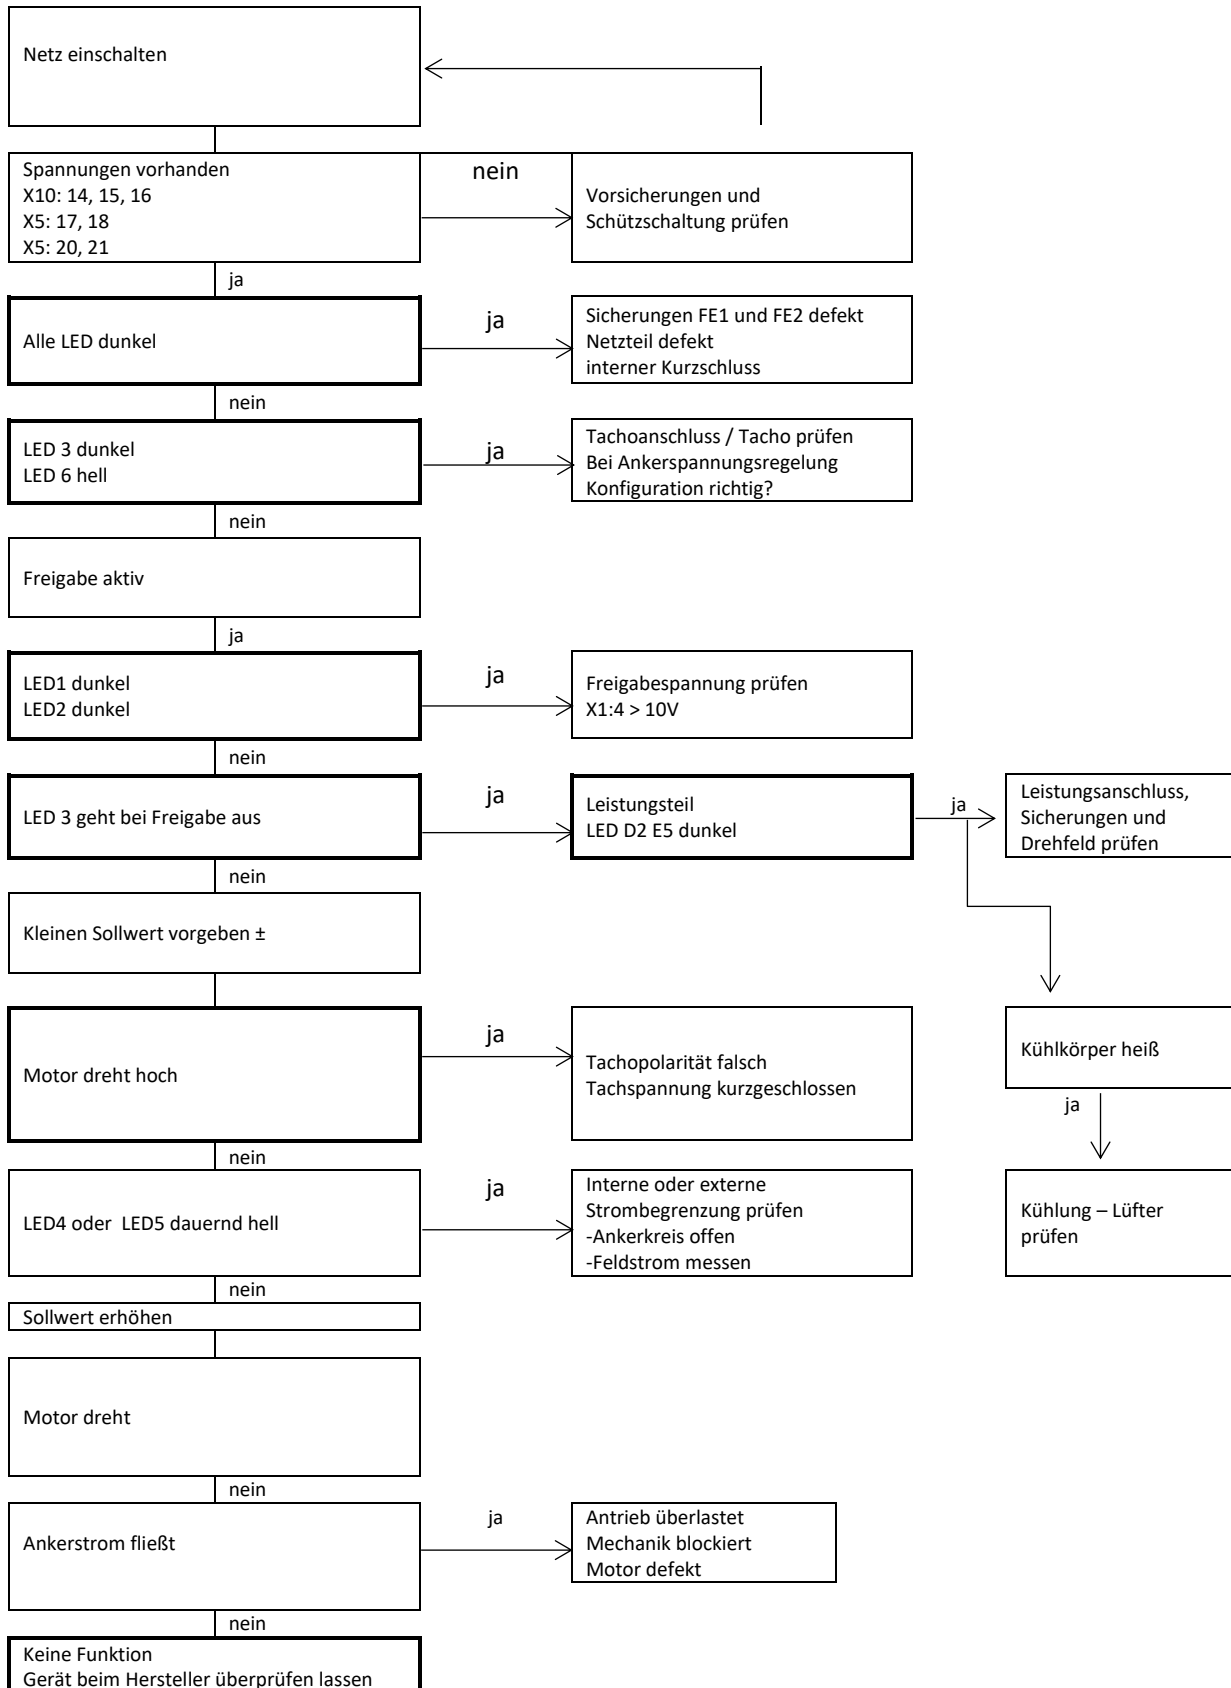 Netz einschalten
Spannungen vorhanden
X10: 14, 15, 16
X5: 17, 18
X5: 20, 21
nein
Vorsicherungen und
Schützschaltung prüfen
ja
Alle LED dunkel
ja
Sicherungen FE1 und FE2 defekt
Netzteil defekt
interner Kurzschluss
nein
LED 3 dunkel
LED 6 hell
ja
Tachoanschluss / Tacho prüfen
Bei Ankerspannungsregelung
Konfiguration richtig?
nein
Freigabe aktiv
ja
LED1 dunkel
LED2 dunkel
ja
Freigabespannung prüfen
X1:4 > 10V
nein
LED 3 geht bei Freigabe aus
ja
Leistungsteil
LED D2 E5 dunkel
ja
Leistungsanschluss,
Sicherungen und
Drehfeld prüfen
nein
Kleinen Sollwert vorgeben ±
Motor dreht hoch
ja
Tachopolarität falsch
Tachspannung kurzgeschlossen
Kühlkörper heiß
ja
nein
LED4 oder LED5 dauernd hell
ja
Interne oder externe
Strombegrenzung prüfen
-Ankerkreis offen
-Feldstrom messen
Kühlung – Lüfter
prüfen
nein
Sollwert erhöhen
Motor dreht
nein
Ankerstrom fließt
ja
Antrieb überlastet
Mechanik blockiert
Motor defekt
nein
Keine Funktion
Gerät beim Hersteller überprüfen lassen